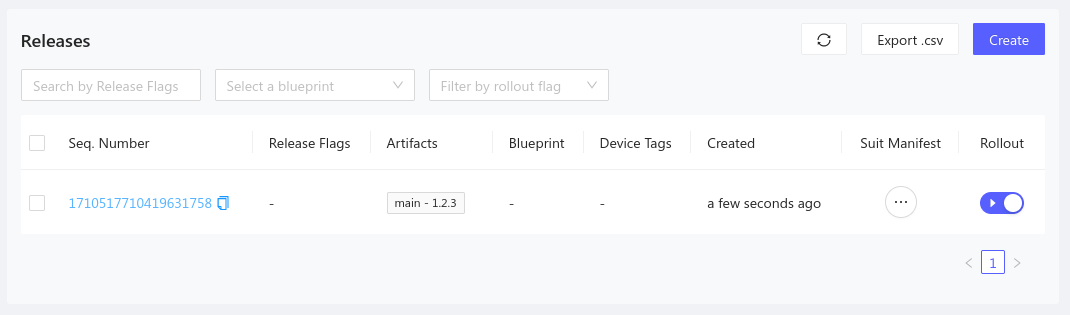 Releases
Export .csv
Create
Search by Release Flags
Select a blueprint
Filter by rollout flag
Seq. Number Release Flags Artifacts Blueprint Device Tags Created Suit Manifest Rollout
1710517710419631758 - main - 1.2.3 - - a few seconds ago ···
< 1 >